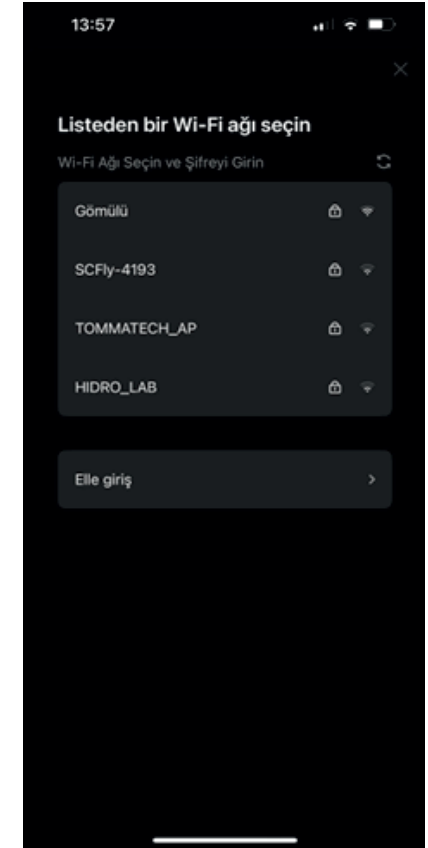 13:57
Listeden bir Wi-Fi ağı seçin
Wi-Fi Ağı Seçin ve Şifreyi Girin
Gömülü
SCFly-4193
TOMMATECH_AP
HIDRO_LAB
Elle giriş